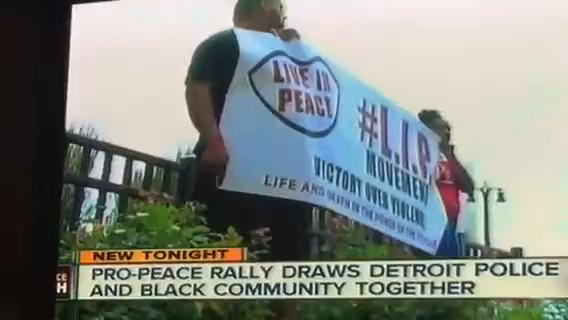 LIVE IN
PEACE
#L.I.P.
MOVEMENT
VICTORY OVER VIOLENCE
LIFE AND DEATH IN THE POWER OF THE TONGUE
NEW TONIGHT
PRO-PEACE RALLY DRAWS DETROIT POLICE
AND BLACK COMMUNITY TOGETHER